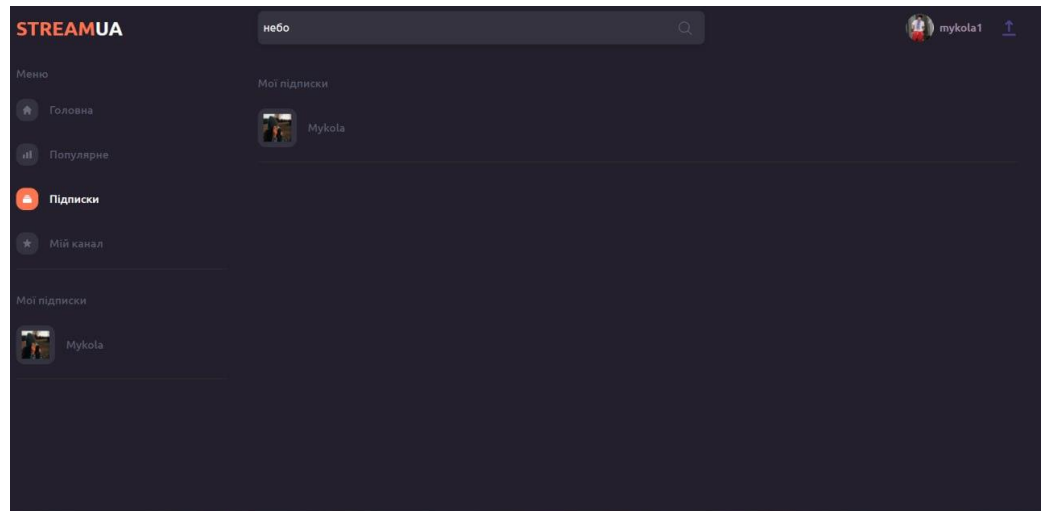 STREAMUA
небо
mykola1
Меню
Головна
Популярне
Підписки
Мій канал
Мої підписки
Mykola
Мої підписки
Mykola